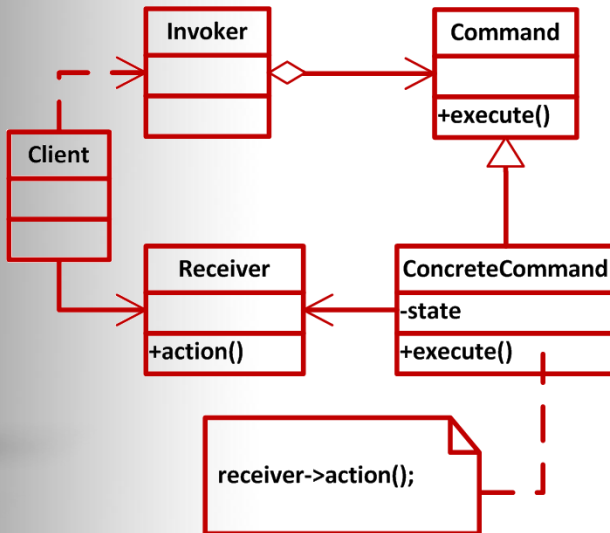 Invoker
Command
+execute()
Client
Receiver
+action()
ConcreteCommand
-state
+execute()
receiver->action();